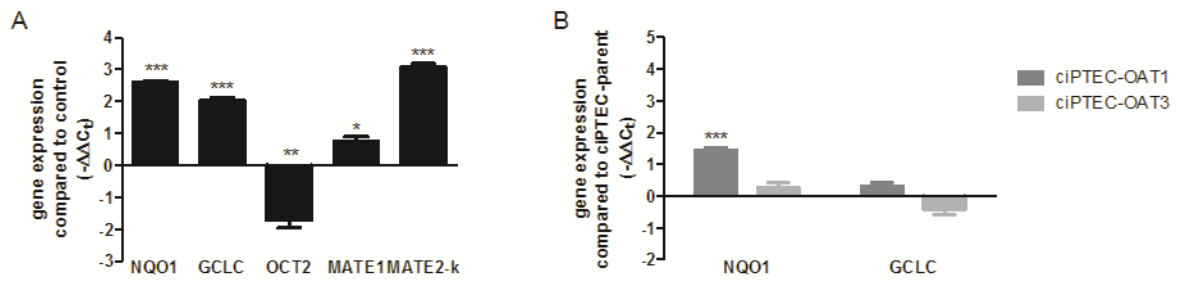 A
gene expression
compared to control
(-ΔΔCt)
4
3
2
1
0
-1
-2
-3
***
***
**
*
***
NQO1 GCLC OCT2 MATE1 MATE2-k
B
gene expression
compared to ciPTEC-parent
(-ΔΔCt)
5
4
3
2
1
0
-1
-2
***
NQO1 GCLC
ciPTEC-OAT1
ciPTEC-OAT3